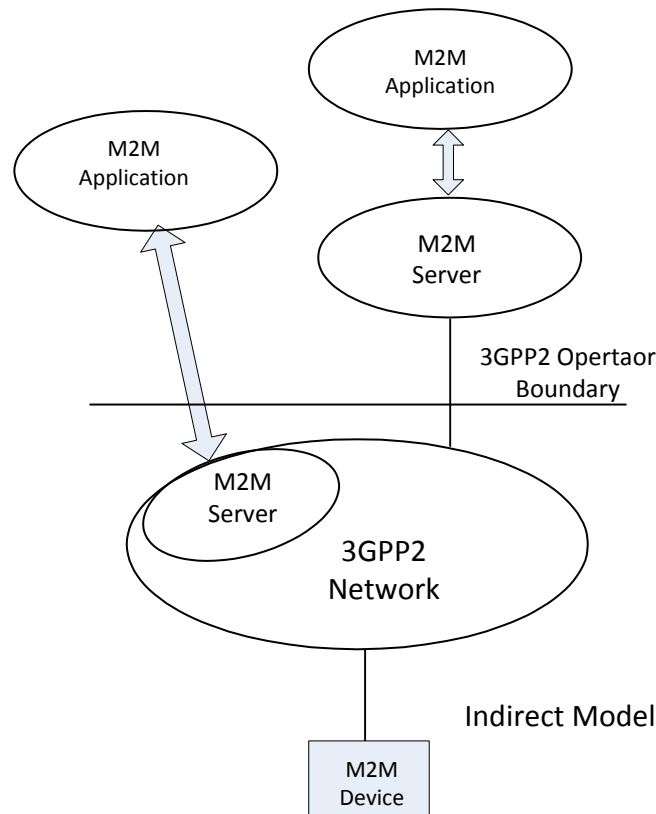 M2M
Application
M2M
Application
M2M
Server
3GPP2 Opertaor
Boundary
M2M
Server
3GPP2
Network
Indirect Model
M2M
Device